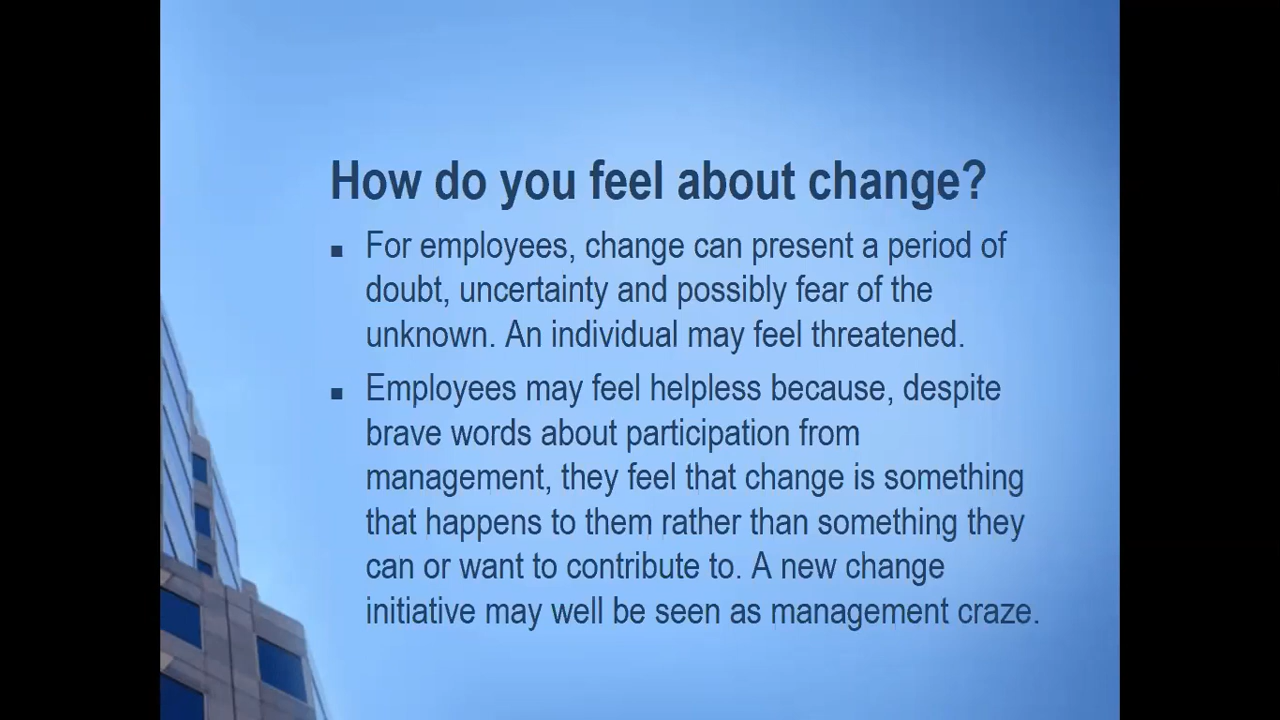 How do you feel about change?
▪ For employees, change can present a period of
doubt, uncertainty and possibly fear of the
unknown. An individual may feel threatened.
▪ Employees may feel helpless because, despite
brave words about participation from
management, they feel that change is something
that happens to them rather than something they
can or want to contribute to. A new change
initiative may well be seen as management craze.